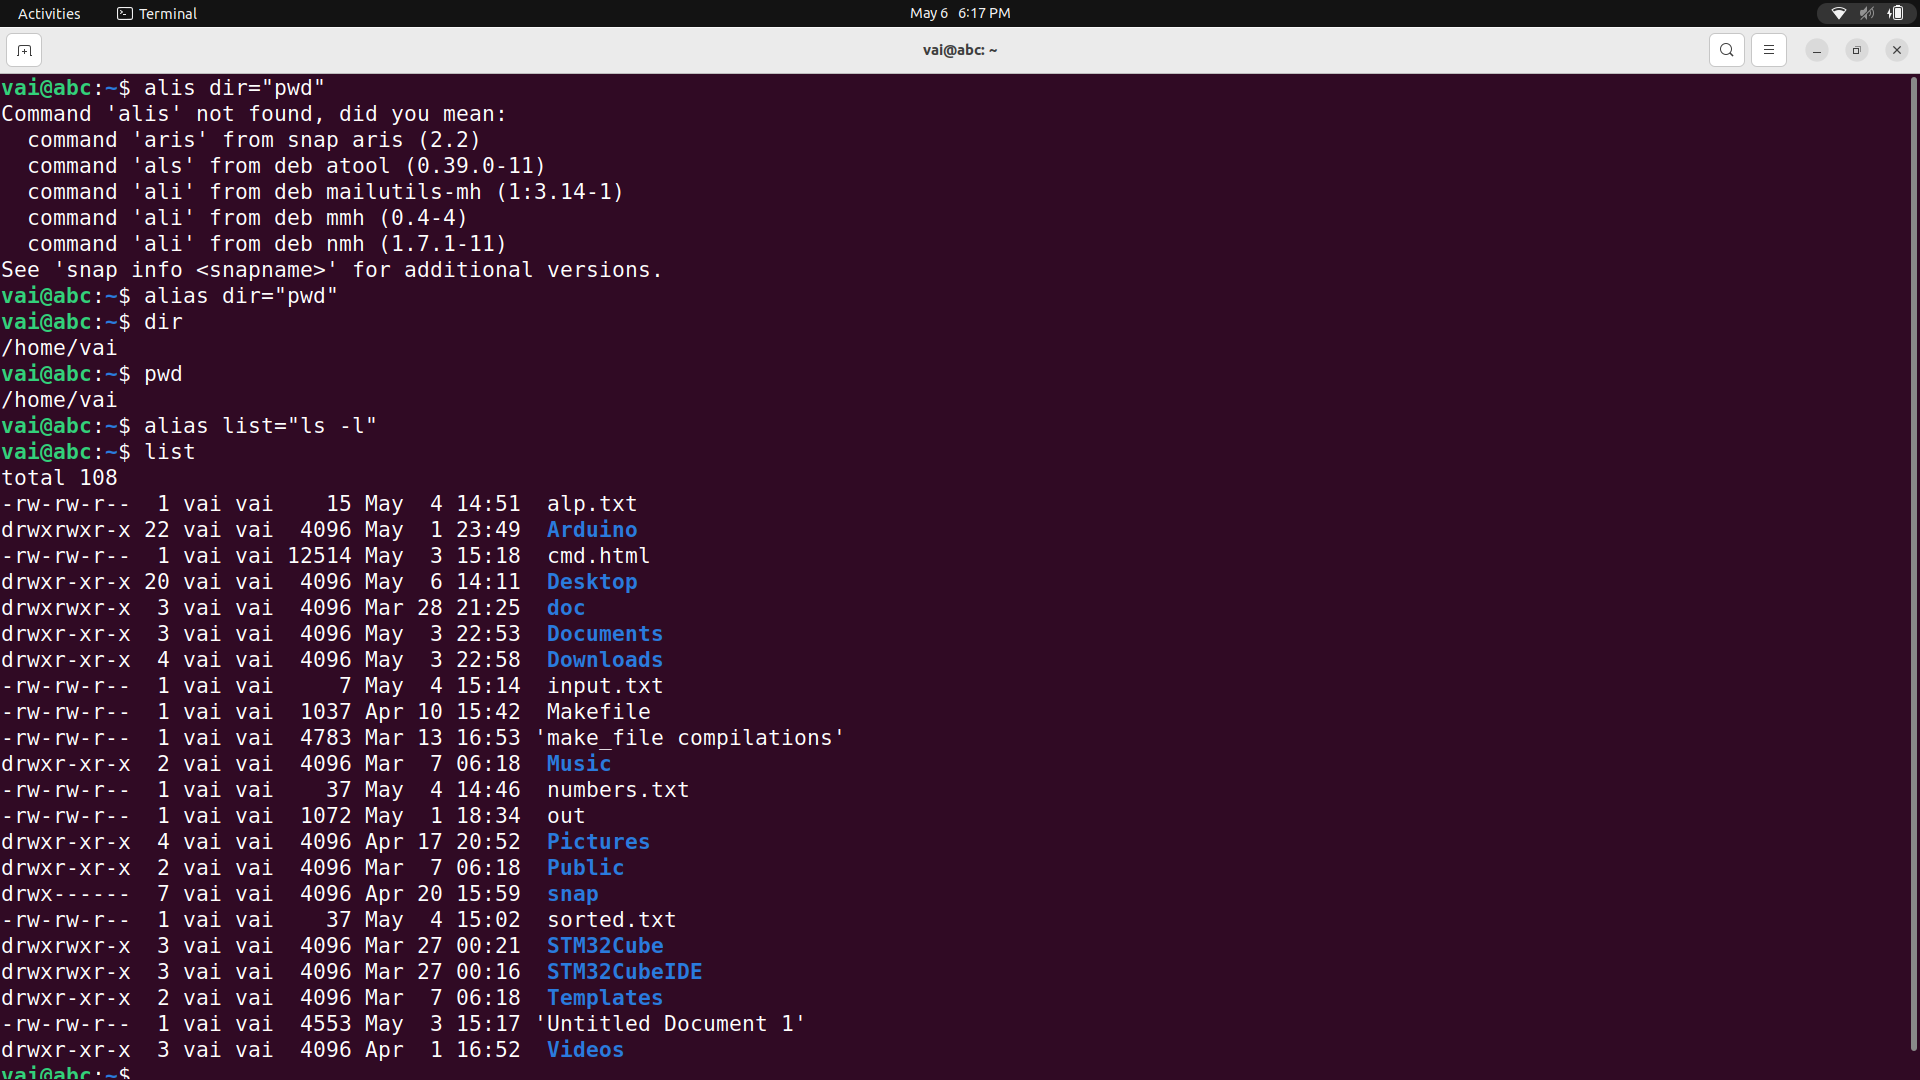 Activities Terminal May 6 6:17 PM
vai@abc: ~
vai@abc:~$ alis dir="pwd"
Command 'alis' not found, did you mean:
  command 'aris' from snap aris (2.2)
  command 'als' from deb atool (0.39.0-11)
  command 'ali' from deb mailutils-mh (1:3.14-1)
  command 'ali' from deb mmh (0.4-4)
  command 'ali' from deb nmh (1.7.1-11)
See 'snap info <snapname>' for additional versions.
vai@abc:~$ alias dir="pwd"
vai@abc:~$ dir
/home/vai
vai@abc:~$ pwd
/home/vai
vai@abc:~$ alias list="ls -l"
vai@abc:~$ list
total 108
-rw-rw-r--  1 vai vai    15 May  4 14:51  alp.txt
drwxrwxr-x 22 vai vai  4096 May  1 23:49  Arduino
-rw-rw-r--  1 vai vai 12514 May  3 15:18  cmd.html
drwxr-xr-x 20 vai vai  4096 May  6 14:11  Desktop
drwxrwxr-x  3 vai vai  4096 Mar 28 21:25  doc
drwxr-xr-x  3 vai vai  4096 May  3 22:53  Documents
drwxr-xr-x  4 vai vai  4096 May  3 22:58  Downloads
-rw-rw-r--  1 vai vai     7 May  4 15:14  input.txt
-rw-rw-r--  1 vai vai  1037 Apr 10 15:42  Makefile
-rw-rw-r--  1 vai vai  4783 Mar 13 16:53 'make_file compilations'
drwxr-xr-x  2 vai vai  4096 Mar  7 06:18  Music
-rw-rw-r--  1 vai vai    37 May  4 14:46  numbers.txt
-rw-rw-r--  1 vai vai  1072 May  1 18:34  out
drwxr-xr-x  4 vai vai  4096 Apr 17 20:52  Pictures
drwxr-xr-x  2 vai vai  4096 Mar  7 06:18  Public
drwx------  7 vai vai  4096 Apr 20 15:59  snap
-rw-rw-r--  1 vai vai    37 May  4 15:02  sorted.txt
drwxrwxr-x  3 vai vai  4096 Mar 27 00:21  STM32Cube
drwxrwxr-x  3 vai vai  4096 Mar 27 00:16  STM32CubeIDE
drwxr-xr-x  2 vai vai  4096 Mar  7 06:18  Templates
-rw-rw-r--  1 vai vai  4553 May  3 15:17 'Untitled Document 1'
drwxr-xr-x  3 vai vai  4096 Apr  1 16:52  Videos
vai@abc:~$